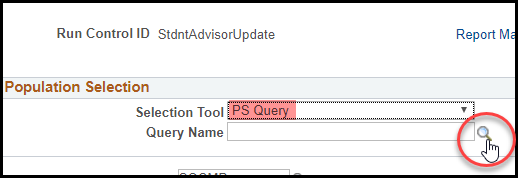 Run Control ID StdntAdvisorUpdate Report Ma
Population Selection
Selection Tool PS Query
Query Name